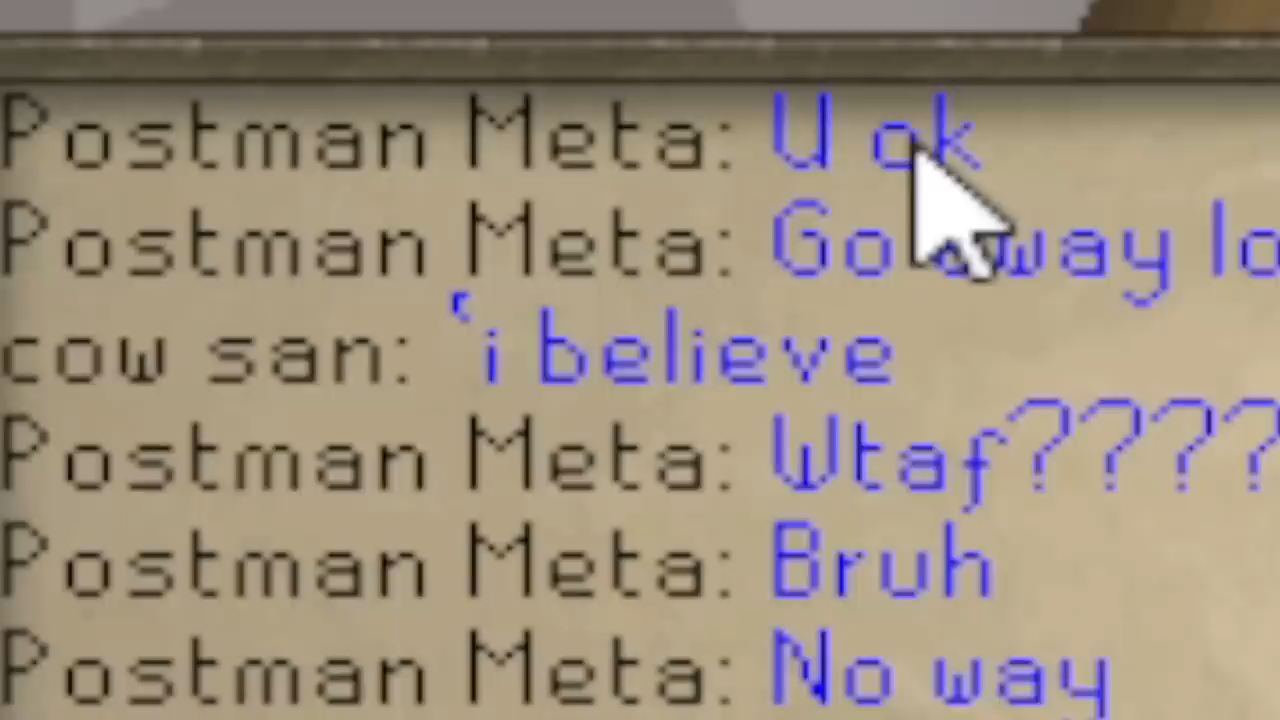 Postman Meta: U ok
Postman Meta: Go away
cow san: 'i believe
Postman Meta: Wtaf????
Postman Meta: Bruh
Postman Meta: No way